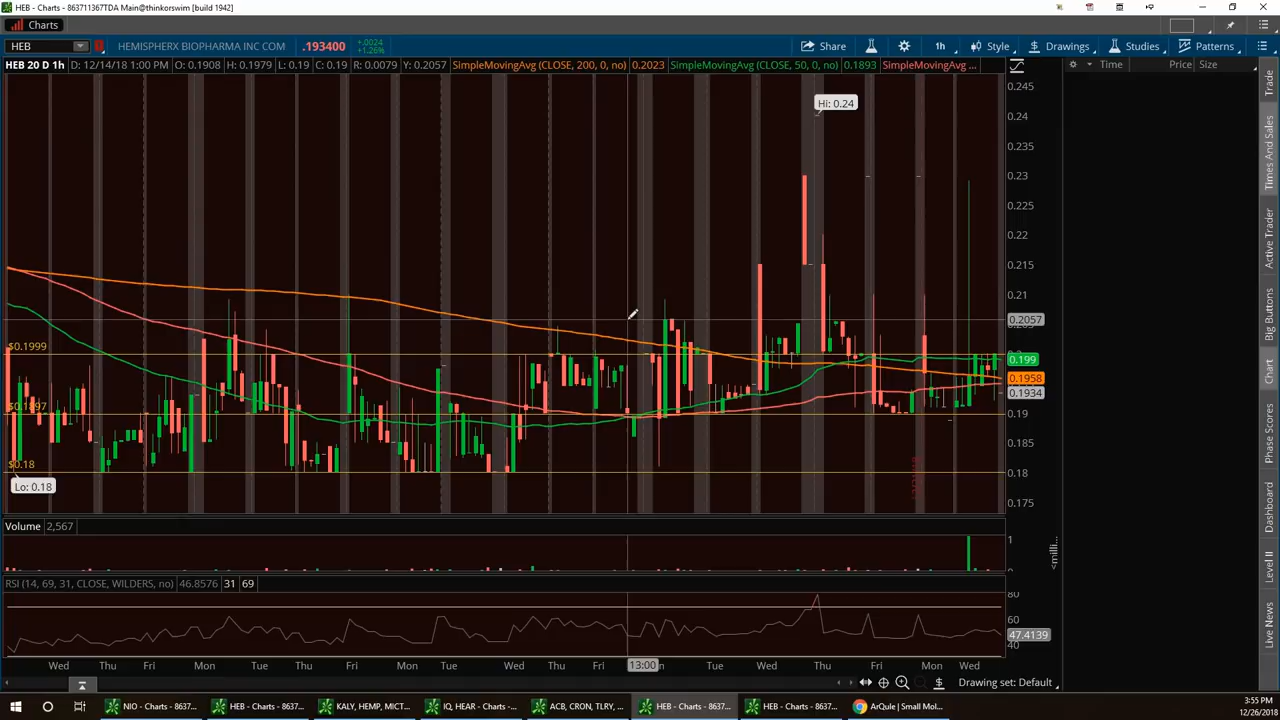 HEB - Charts - 863711367TDA Main@thinkorswim [build 1942]
Charts
HEB HEMISPHERX BIOPHARMA INC COM .193400 +.0024 +1.26% Share 1h Style Drawings Studies Patterns
HEB 20 D 1h D: 12/14/18 1:00 PM O: 0.1908 H: 0.1979 L: 0.19 C: 0.19 R: 0.0079 Y: 0.2057 SimpleMovingAvg (CLOSE, 200, 0, no) 0.2023 SimpleMovingAvg (CLOSE, 50, 0, no) 0.1893 SimpleMovingAvg ...
Time Price Size
0.245
Hi: 0.24
0.24
0.235
0.23
0.225
0.22
0.215
0.21
0.2057
$0.1999
0.199
0.1958
0.1934
$0.1897
0.19
0.185
$0.18
0.18
Lo: 0.18
0.175
Volume 2,567
1
0
<milli...
RSI (14, 69, 31, CLOSE, WILDERS, no) 46.8576 31 69
80
60
47.4139
40
Wed Thu Fri Mon Tue Thu Fri Mon Tue Wed Thu Fri 13:00 Tue Wed Thu Fri Mon Wed
Drawing set: Default
Trade
Times And Sales
Active Trader
Big Buttons
Chart
Phase Scores
Dashboard
Level II
Live News
NIO - Charts - 8637...
HEB - Charts - 8637...
KALY, HEMP, MICT...
IQ, HEAR - Charts -...
HEB - Charts - 8637...
HEB - Charts - 8637...
ArQule | Small Mol...
3:55 PM
12/26/2018